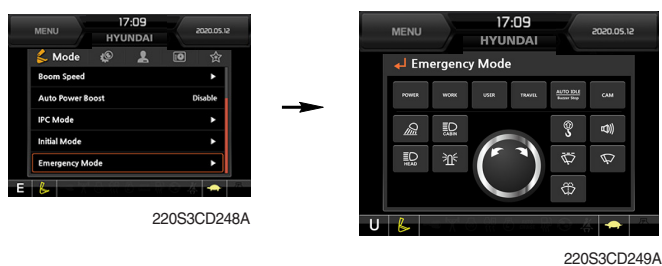 MENU
17:09
HYUNDAI
2020.05.12
Mode
Boom Speed
Auto Power Boost Disable
IPC Mode
Initial Mode
Emergency Mode
E
220S3CD248A
MENU
17:09
HYUNDAI
2020.05.12
Emergency Mode
POWER WORK USER TRAVEL AUTO IDLE CAM
Buzzer Stop
CABIN
HEAD
U
220S3CD249A